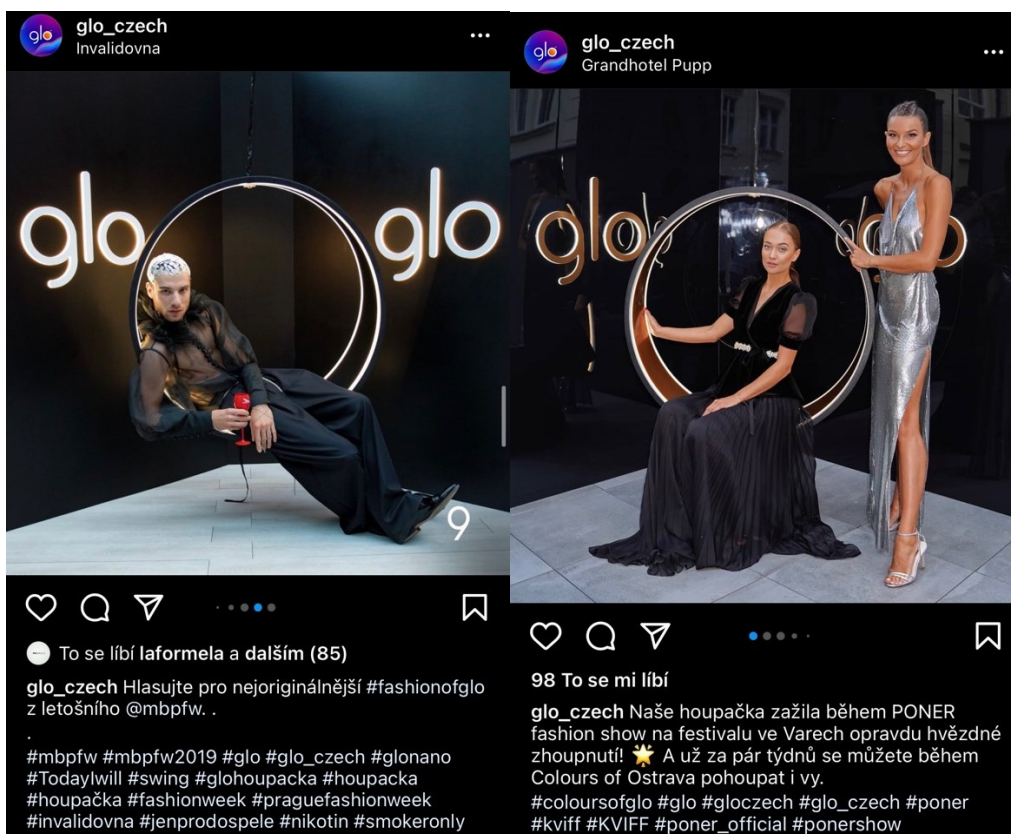 glo_czech
Invalidovna
glo
glo
9
To se líbí laformela a dalším (85)
glo_czech Hlasujte pro nejoriginálnější #fashionofglo
z letošního @mbpfw. .
.
#mbpfw #mbpfw2019 #glo #glo_czech #glonano
#TodayIwill #swing #glohoupacka #houpacka
#houpačka #fashionweek #praguefashionweek
#invalidovna #jenprodospele #nikotin #smokeronly
glo_czech
Grandhotel Pupp
glo
glo
98 To se mi líbí
glo_czech Naše houpačka zažila během PONER
fashion show na festivalu ve Varech opravdu hvězdné
zhoupnutí! 🌟 A už za pár týdnů se můžete během
Colours of Ostrava pohoupat i vy.
#coloursofglo #glo #gloczech #glo_czech #poner
#kviff #KVIFF #poner_official #ponershow